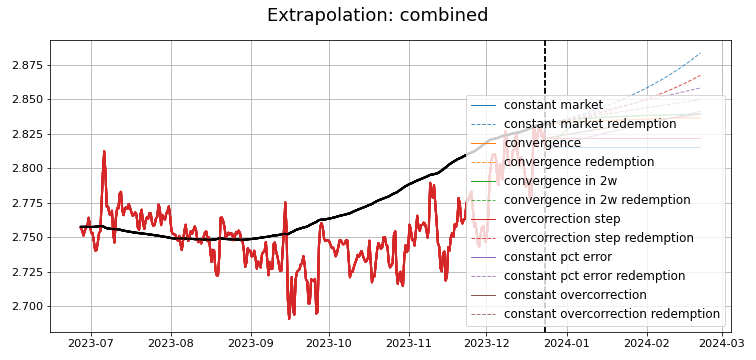 Extrapolation: combined
2.875
2.850
2.825
2.800
2.775
2.750
2.725
2.700
constant market
constant market redemption
convergence
convergence redemption
convergence in 2w
convergence in 2w redemption
overcorrection step
overcorrection step redemption
constant pct error
constant pct error redemption
constant overcorrection
constant overcorrection redemption
2023-07 2023-08 2023-09 2023-10 2023-11 2023-12 2024-01 2024-02 2024-03